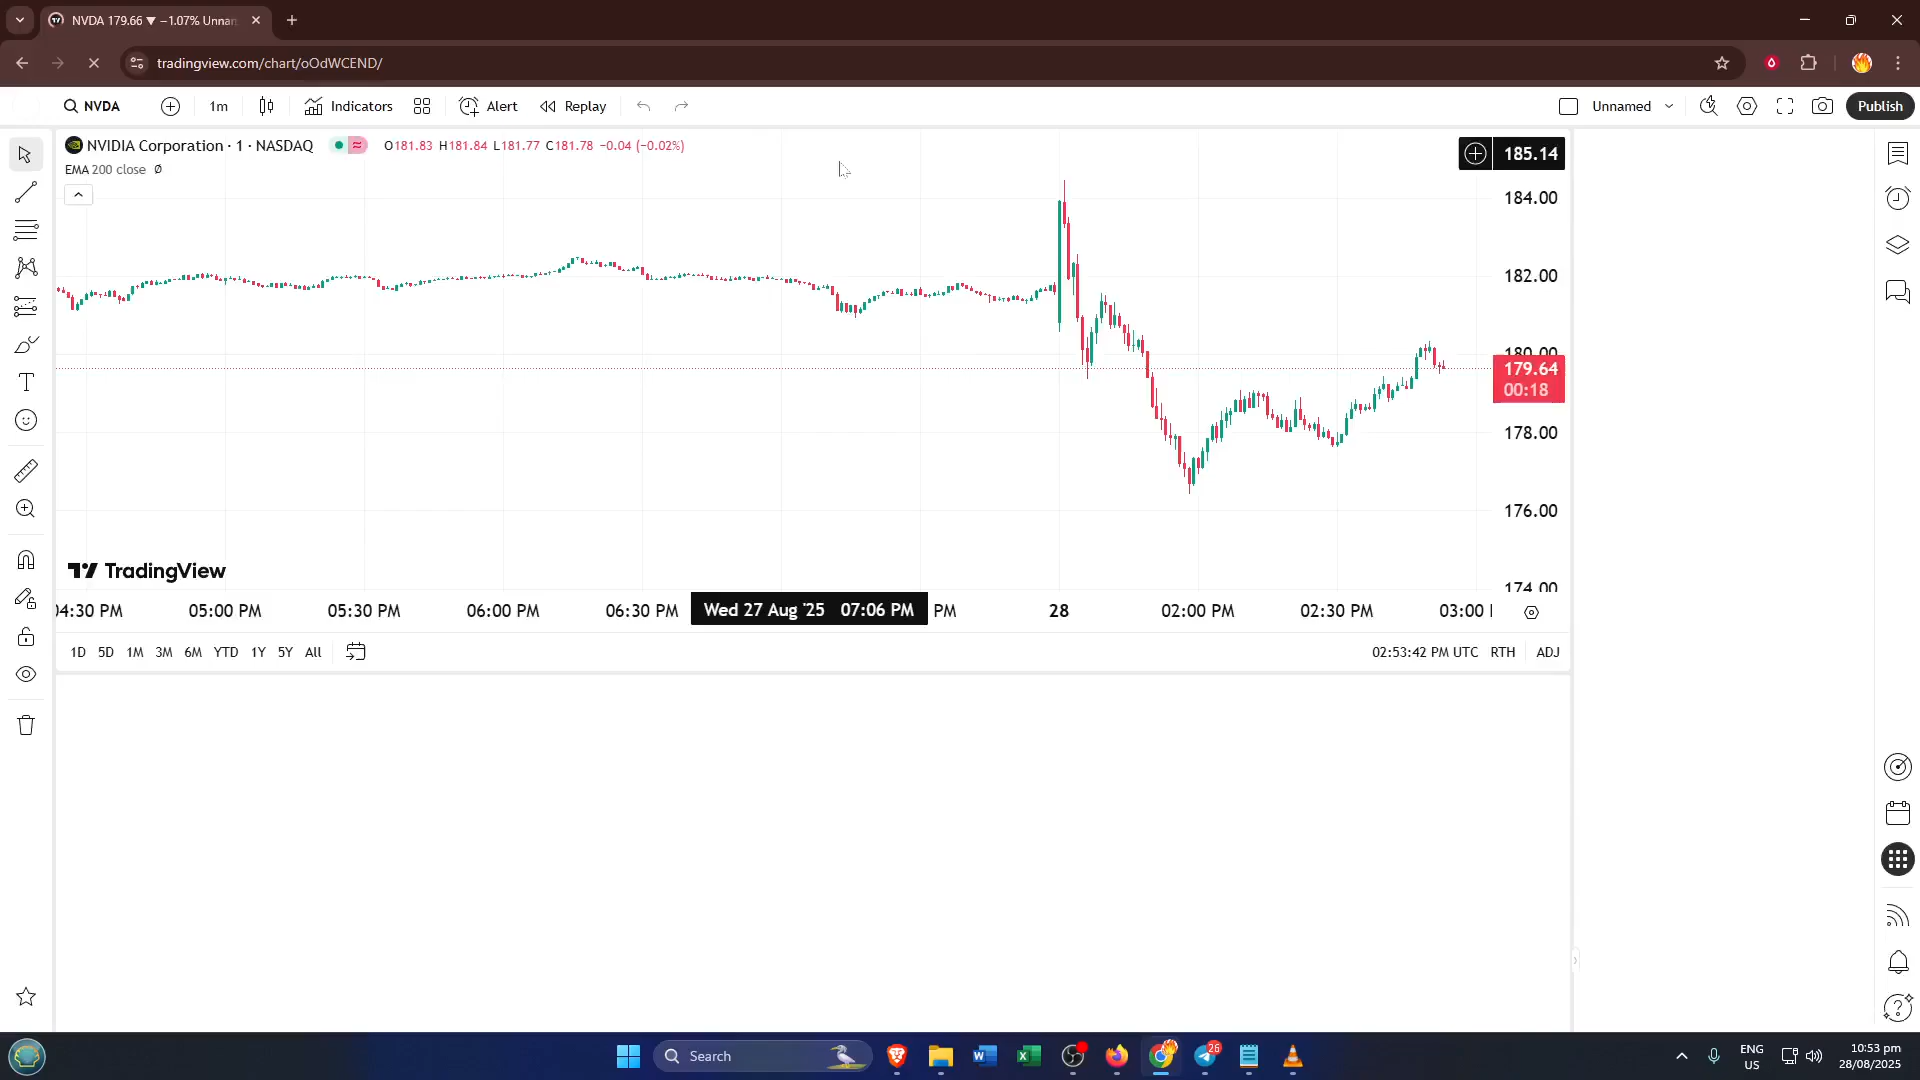 NVDA 179.66 ▼ −1.07% Unnam
tradingview.com/chart/oOdWCEND/
NVDA 1m Indicators Alert Replay Unnamed Publish
NVIDIA Corporation · 1 · NASDAQ O181.83 H181.84 L181.77 C181.78 −0.04 (−0.02%)
EMA 200 close Ø
185.14
184.00
182.00
180.00
179.64
00:18
178.00
176.00
174.00
TradingView
04:30 PM 05:00 PM 05:30 PM 06:00 PM 06:30 PM Wed 27 Aug '25 07:06 PM PM 28 02:00 PM 02:30 PM 03:00
1D 5D 1M 3M 6M YTD 1Y 5Y All 02:53:42 PM UTC RTH ADJ
Search
26
ENG
US
10:53 pm
28/08/2025